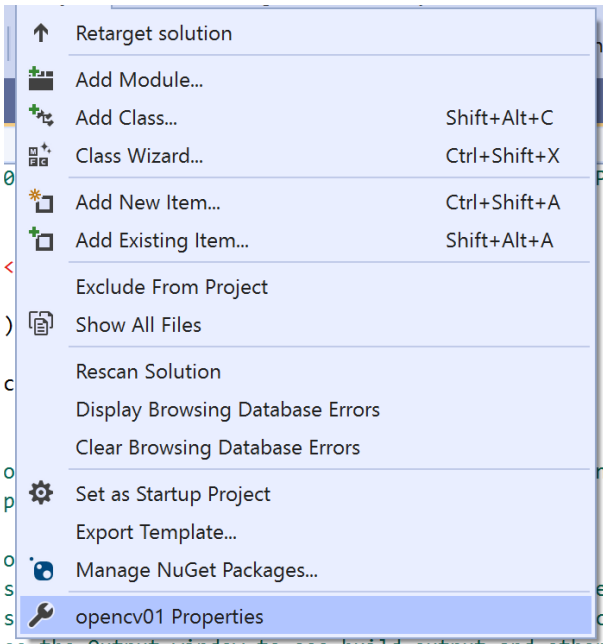 Retarget solution
Add Module...
Add Class... Shift+Alt+C
Class Wizard... Ctrl+Shift+X
Add New Item... Ctrl+Shift+A
Add Existing Item... Shift+Alt+A
Exclude From Project
Show All Files
Rescan Solution
Display Browsing Database Errors
Clear Browsing Database Errors
Set as Startup Project
Export Template...
Manage NuGet Packages...
opencv01 Properties